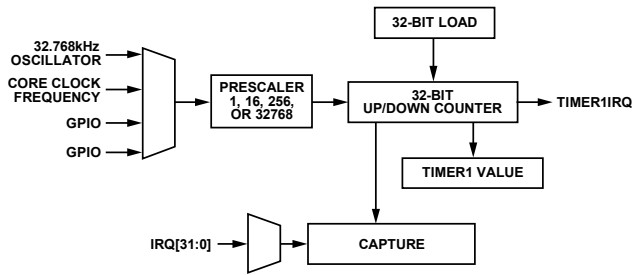 32-BIT LOAD
32.768kHz
OSCILLATOR
CORE CLOCK
FREQUENCY
GPIO
GPIO
PRESCALER
1, 16, 256,
OR 32768
32-BIT
UP/DOWN COUNTER
TIMER1IRQ
TIMER1 VALUE
IRQ[31:0]
CAPTURE